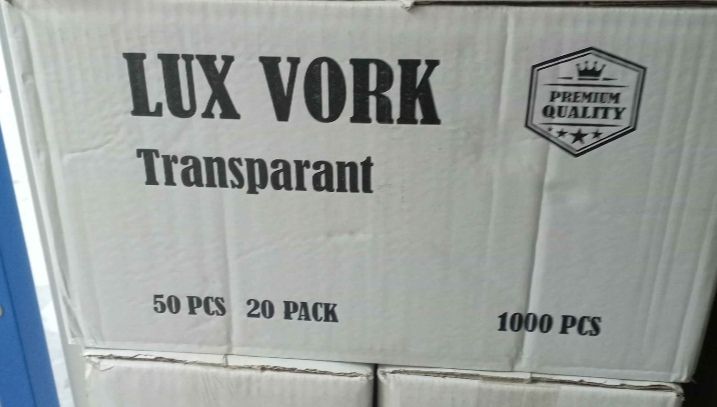 LUX VORK
PREMIUM
QUALITY
Transparant
50 PCS 20 PACK
1000 PCS